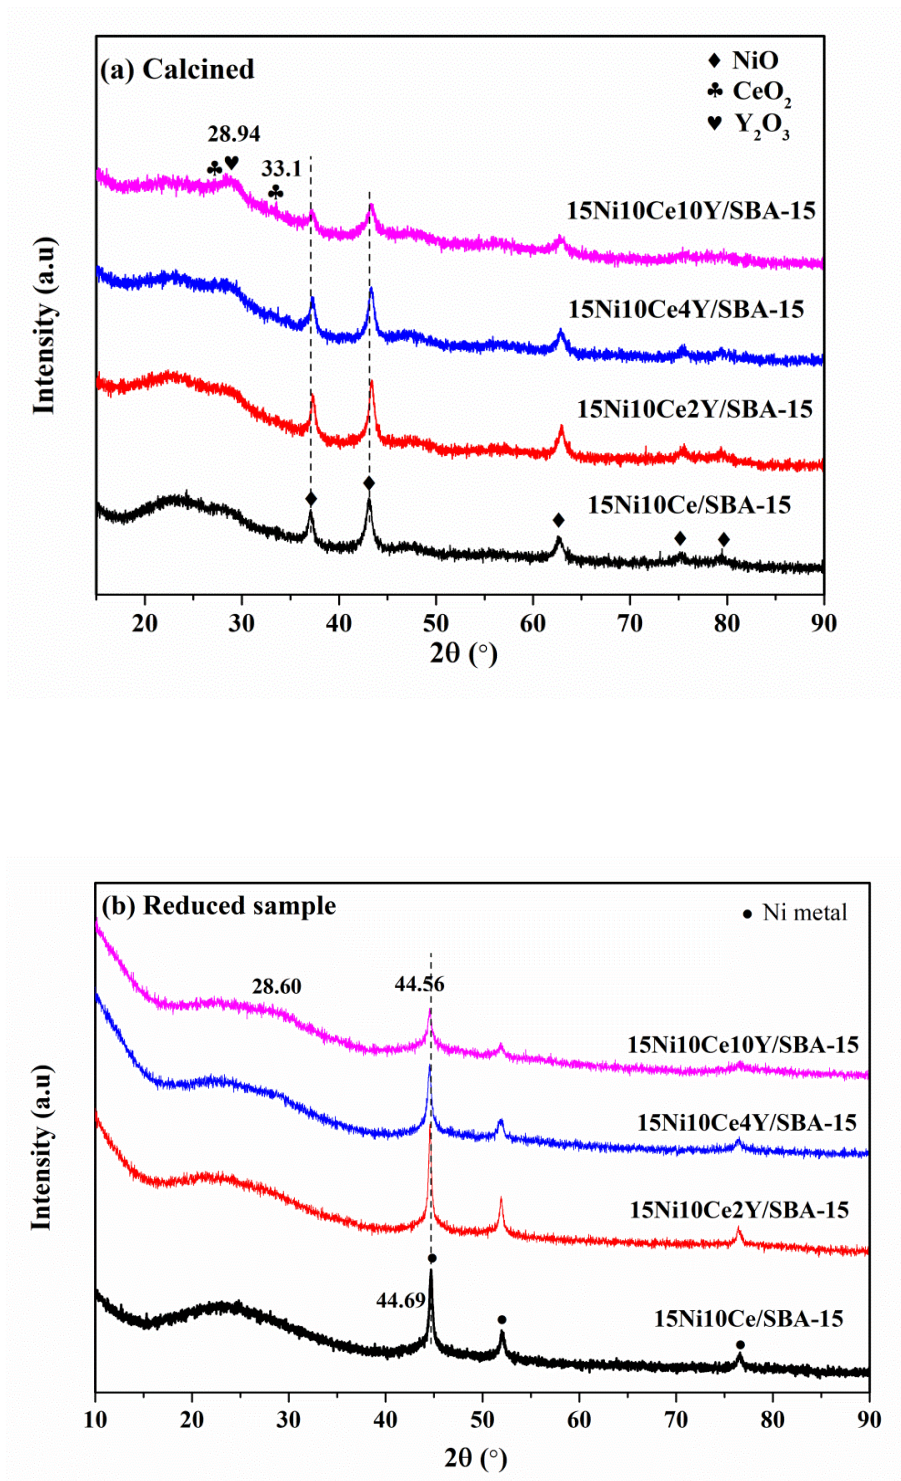 (a) Calcined
♦ NiO
♣ CeO₂
♥ Y₂O₃
28.94
33.1
15Ni10Ce10Y/SBA-15
15Ni10Ce4Y/SBA-15
15Ni10Ce2Y/SBA-15
15Ni10Ce/SBA-15
Intensity (a.u)
20 30 40 50 60 70 80 90
2θ (°)
(b) Reduced sample
• Ni metal
28.60
44.56
15Ni10Ce10Y/SBA-15
15Ni10Ce4Y/SBA-15
15Ni10Ce2Y/SBA-15
44.69
15Ni10Ce/SBA-15
Intensity (a.u)
10 20 30 40 50 60 70 80 90
2θ (°)